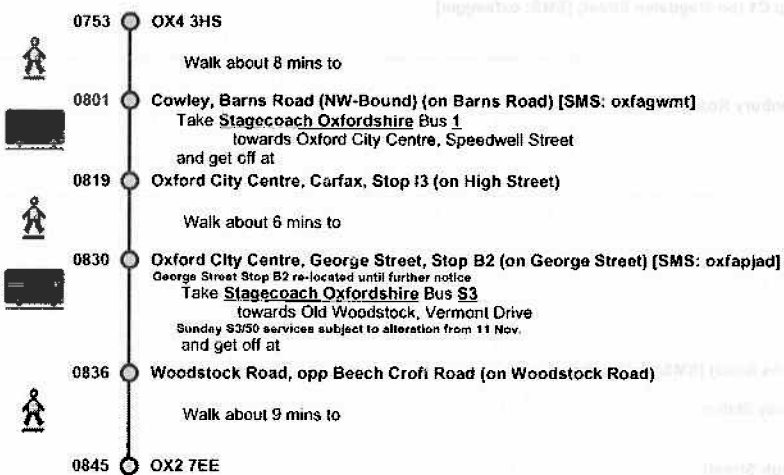 0753 OX4 3HS
Walk about 8 mins to
0801 Cowley, Barns Road (NW-Bound) (on Barns Road) [SMS: oxfagwmt]
Take Stagecoach Oxfordshire Bus 1
towards Oxford City Centre, Speedwell Street
and get off at
0819 Oxford City Centre, Carfax, Stop I3 (on High Street)
Walk about 6 mins to
0830 Oxford City Centre, George Street, Stop B2 (on George Street) [SMS: oxfapjad]
George Street Stop B2 re-located until further notice
Take Stagecoach Oxfordshire Bus S3
towards Old Woodstock, Vermont Drive
Sunday S3/50 services subject to alteration from 11 Nov.
and get off at
0836 Woodstock Road, opp Beech Croft Road (on Woodstock Road)
Walk about 9 mins to
0845 OX2 7EE